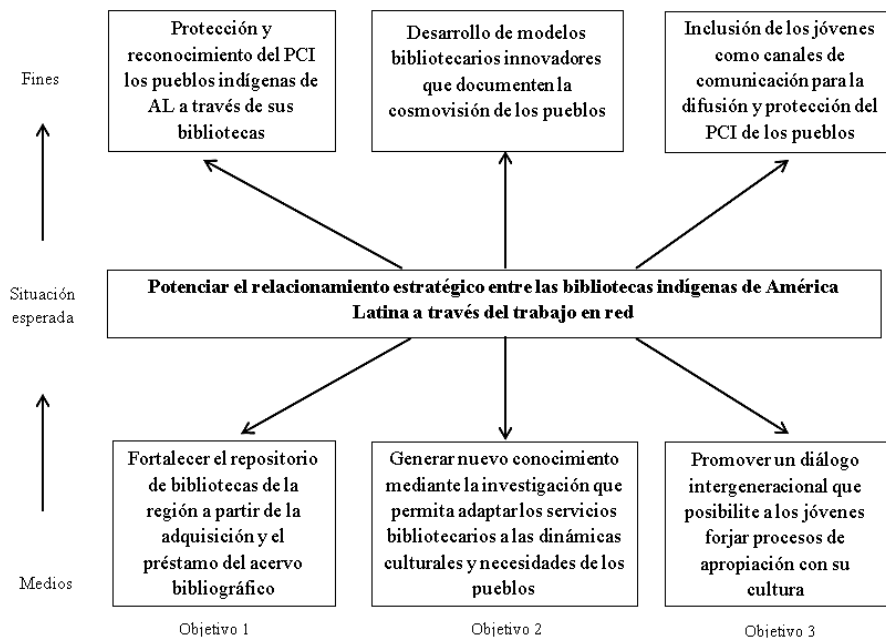 Protección y
reconocimiento del PCI
los pueblos indígenas de
AL a través de sus
bibliotecas
Desarrollo de modelos
bibliotecarios innovadores
que documenten la
cosmovisión de los pueblos
Inclusión de los jóvenes
como canales de
comunicación para la
difusión y protección del
PCI de los pueblos
Fines
Situación
esperada
Potenciar el relacionamiento estratégico entre las bibliotecas indígenas de América
Latina a través del trabajo en red
Fortalecer el repositorio
de bibliotecas de la
región a partir de la
adquisición y el
préstamo del acervo
bibliográfico
Generar nuevo conocimiento
mediante la investigación que
permita adaptar los servicios
bibliotecarios a las dinámicas
culturales y necesidades de los
pueblos
Promover un diálogo
intergeneracional que
posibilite a los jóvenes
forjar procesos de
apropiación con su
cultura
Medios
Objetivo 1
Objetivo 2
Objetivo 3